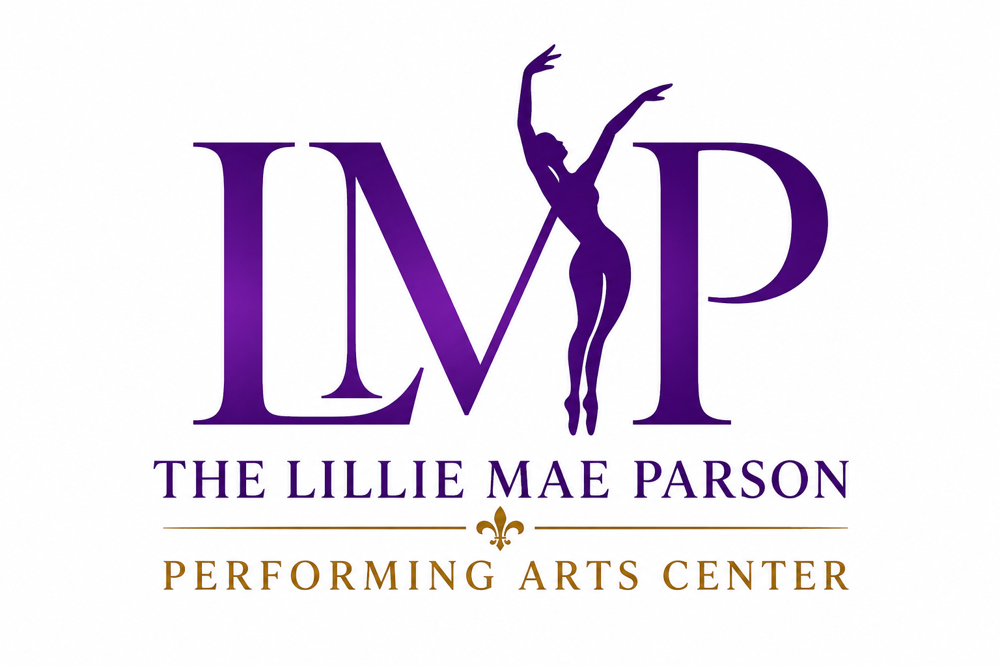 LMP
THE LILLIE MAE PARSON
PERFORMING ARTS CENTER